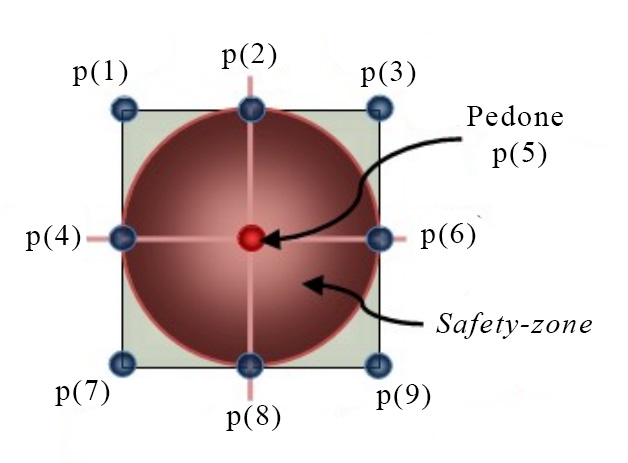 p(1)
p(2)
p(3)
Pedone
p(5)
p(4)
p(6)
Safety-zone
p(7)
p(8)
p(9)